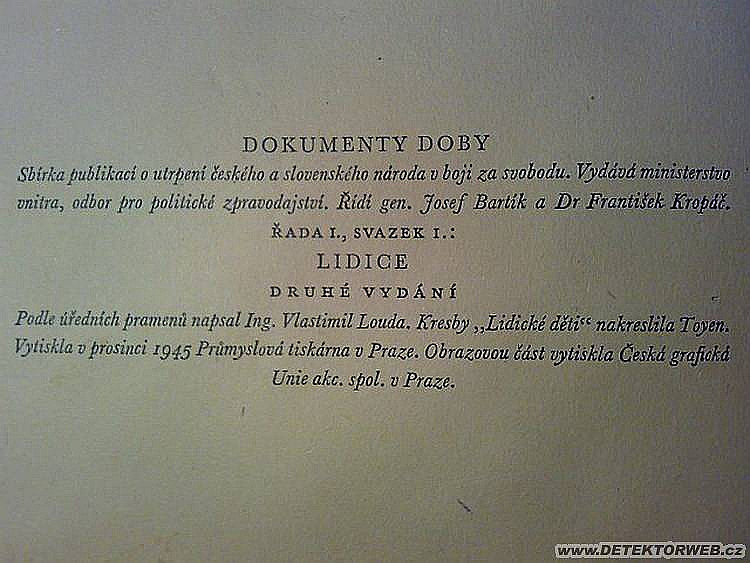 DOKUMENTY DOBY
Sbírka publikací o utrpení českého a slovenského národa v boji za svobodu. Vydává ministerstvo
vnitra, odbor pro politické zpravodajství. Řídí gen. Josef Bartík a Dr František Kropáč.
ŘADA I., SVAZEK I.:
LIDICE
DRUHÉ VYDÁNÍ
Podle úředních pramenů napsal Ing. Vlastimil Louda. Kresby „Lidické děti“ nakreslila Toyen.
Vytiskla v prosinci 1945 Průmyslová tiskárna v Praze. Obrazovou část vytiskla Česká grafická
Unie akc. spol. v Praze.
www.DETEKTORWEB.cz